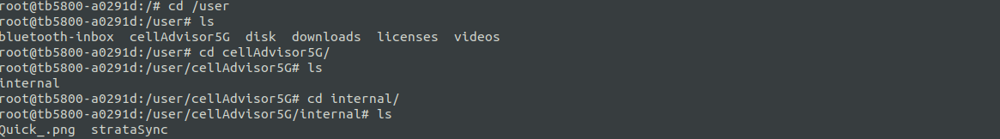 root@tb5800-a0291d:/# cd /user
root@tb5800-a0291d:/user# ls
bluetooth-inbox  cellAdvisor5G  disk  downloads  licenses  videos
root@tb5800-a0291d:/user# cd cellAdvisor5G/
root@tb5800-a0291d:/user/cellAdvisor5G# ls
internal
root@tb5800-a0291d:/user/cellAdvisor5G# cd internal/
root@tb5800-a0291d:/user/cellAdvisor5G/internal# ls
Quick_.png  strataSync